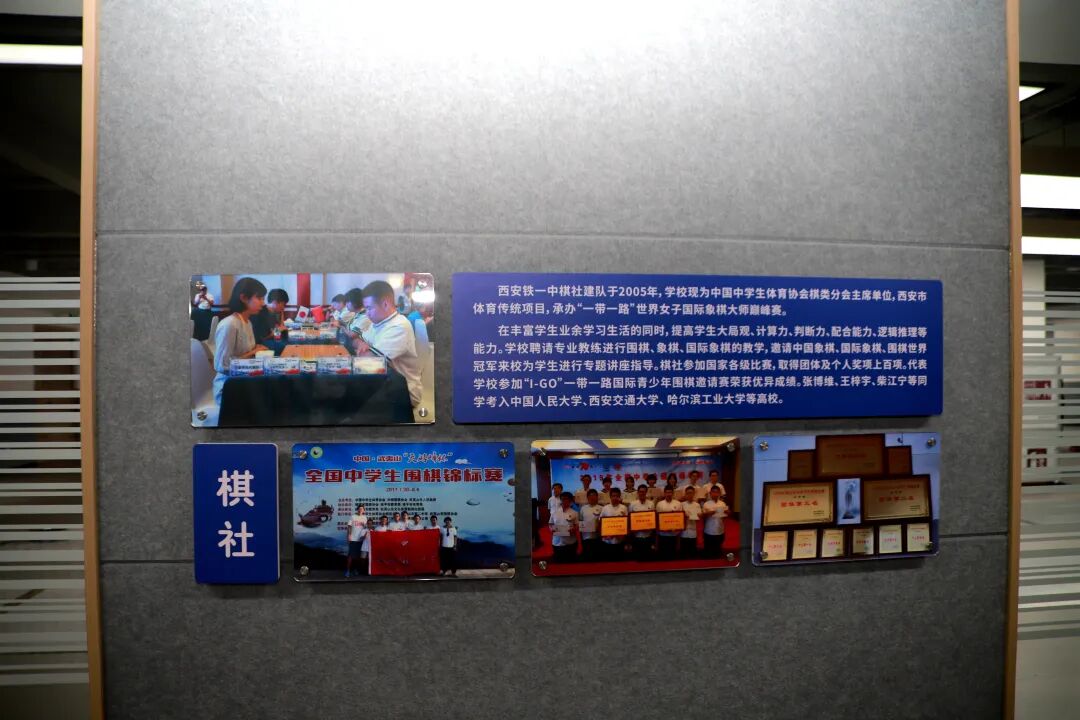 西安铁一中棋社建队于2005年，学校现为中国中学生体育协会棋类分会主席单位，西安市
体育传统项目，承办“一带一路”世界女子国际象棋大师巅峰赛。
在丰富学生业余学习生活的同时，提高学生大局观、计算力、判断力、配合能力、逻辑推理等
能力。学校聘请专业教练进行围棋、象棋、国际象棋的教学，邀请中国象棋、国际象棋、围棋世界
冠军来校为学生进行专题讲座指导。棋社参加国家各级比赛，取得团体及个人奖项上百项。代表
学校参加“I-GO”一带一路国际青少年围棋邀请赛荣获优异成绩。张博维、王梓宇、柴江宁等同
学考入中国人民大学、西安交通大学、哈尔滨工业大学等高校。
棋社
中国·武夷山
全国中学生围棋锦标赛